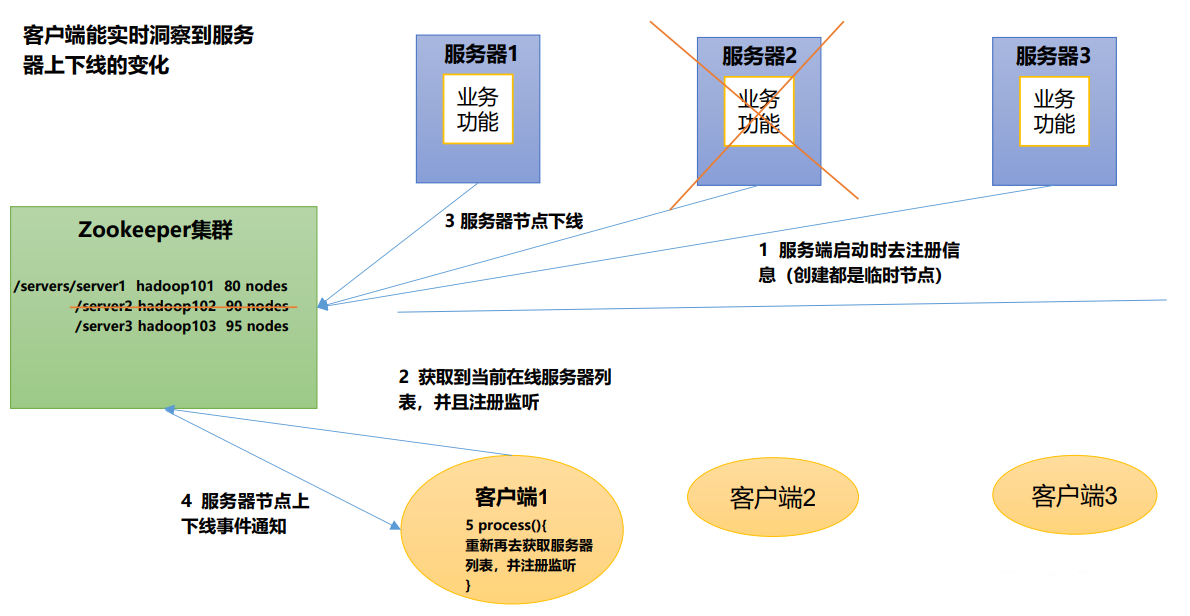 客户端能实时洞察到服务
器上下线的变化
服务器1
业务
功能
服务器2
业务
功能
服务器3
业务
功能
3 服务器节点下线
1 服务端启动时去注册信
息（创建都是临时节点）
Zookeeper集群
/servers/server1 hadoop101 80 nodes
/server2 hadoop102 90 nodes
/server3 hadoop103 95 nodes
2 获取到当前在线服务器列
表，并且注册监听
4 服务器节点上
下线事件通知
客户端1
5 process(){
重新再去获取服务器
列表，并注册监听
}
客户端2
客户端3